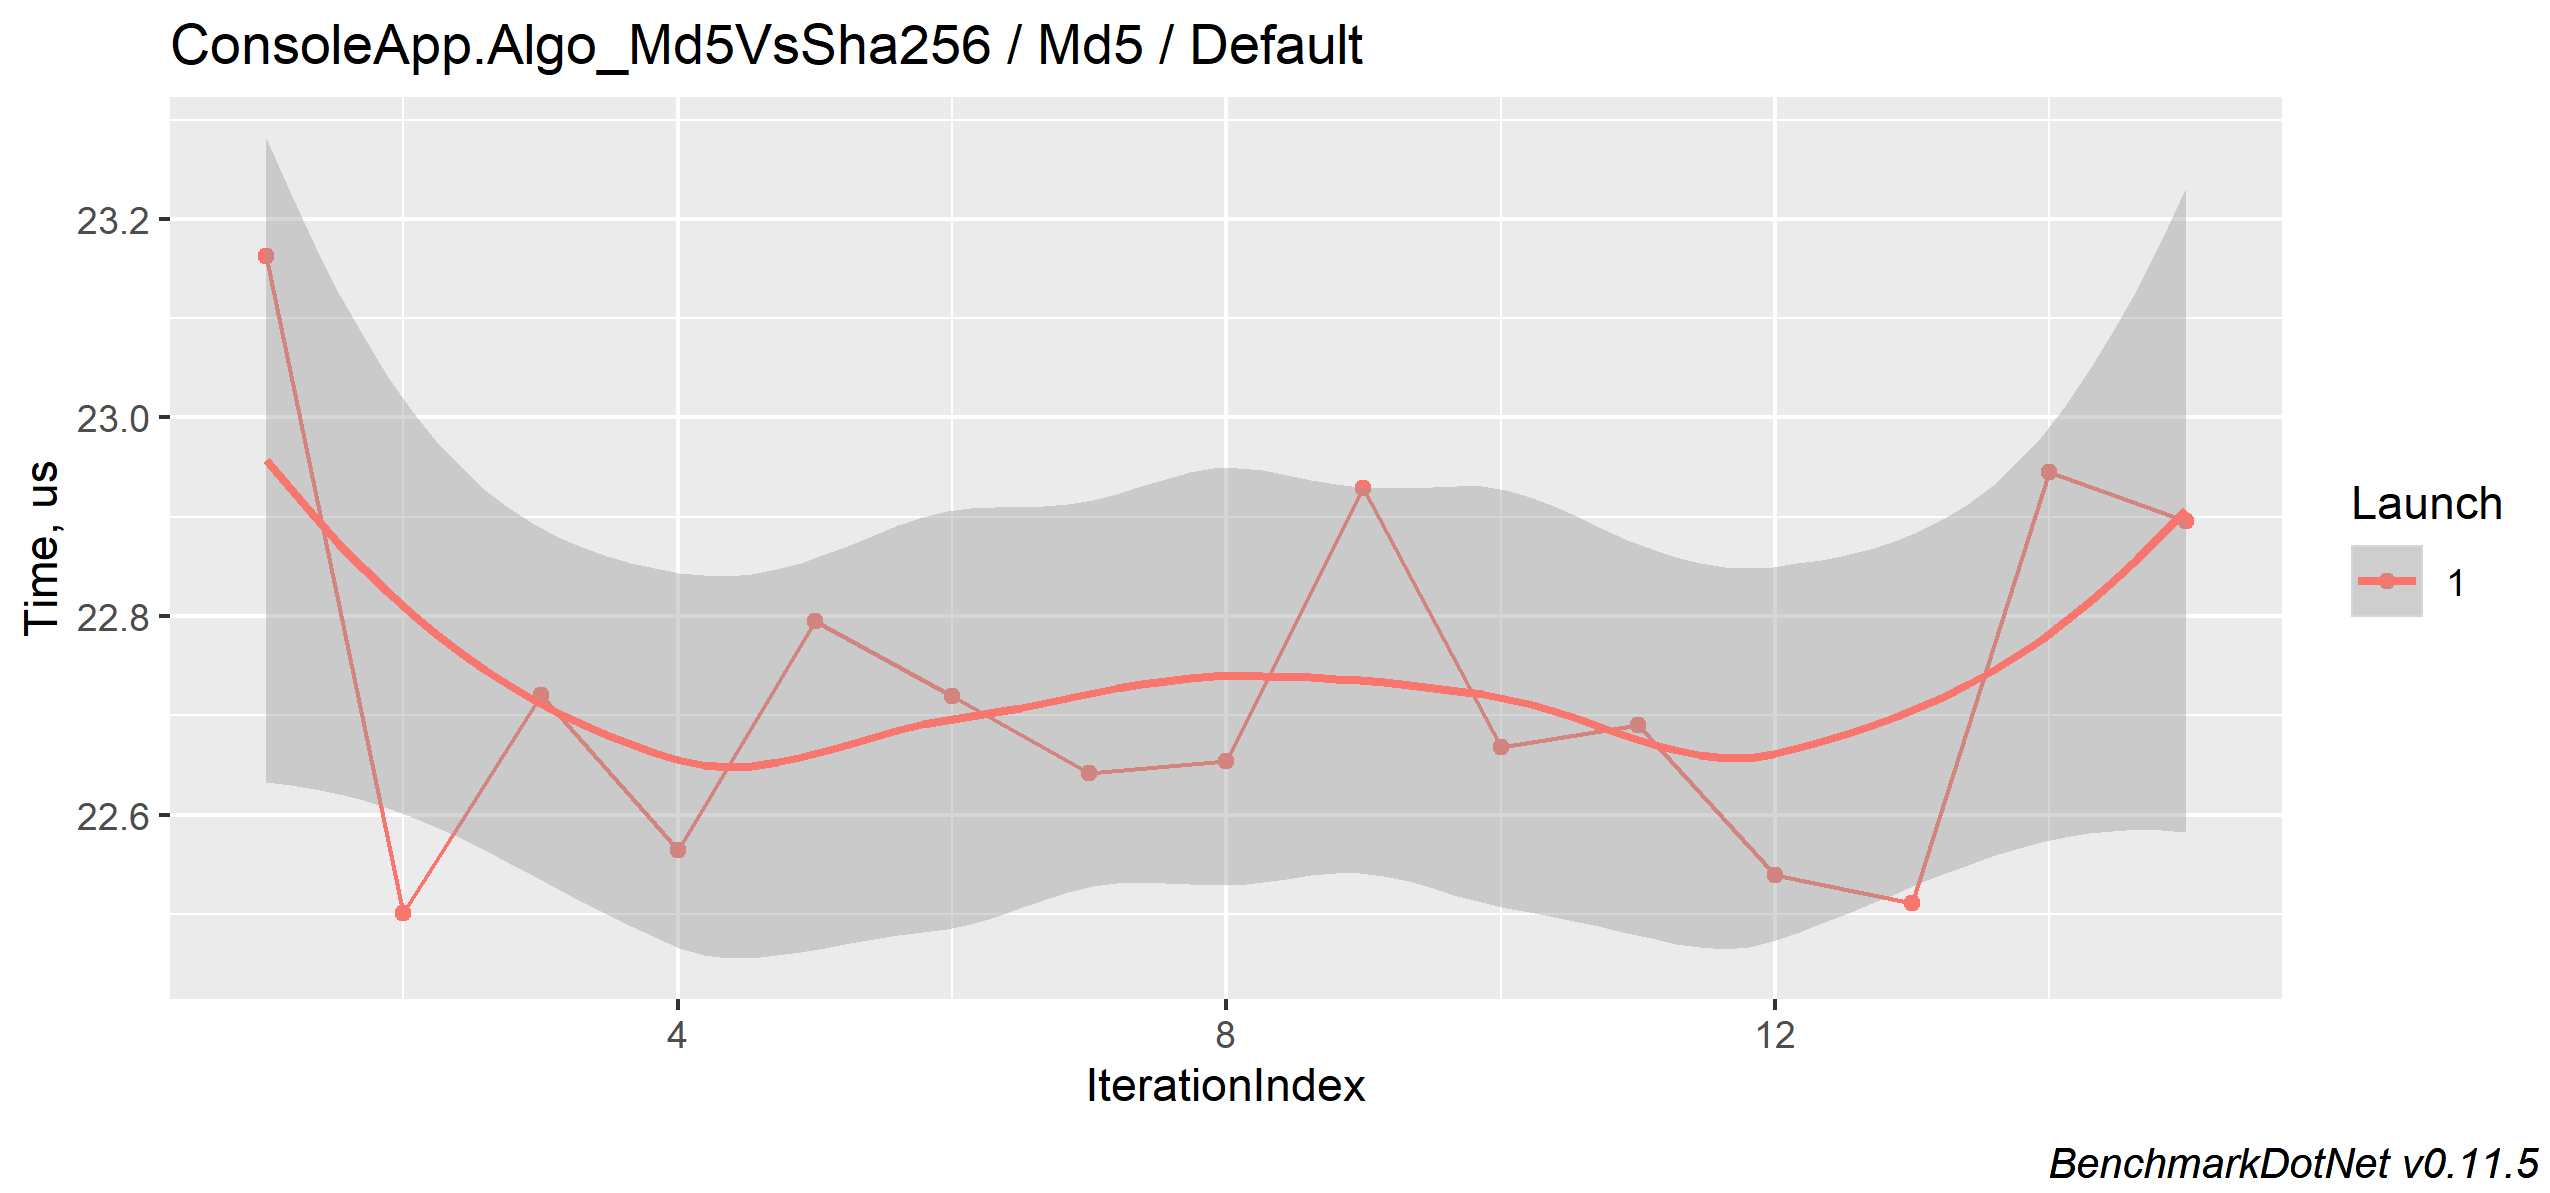 ConsoleApp.Algo_Md5VsSha256 / Md5 / Default
Time, us
23.2
23.0
22.8
22.6
4 8 12
IterationIndex
Launch
1
BenchmarkDotNet v0.11.5